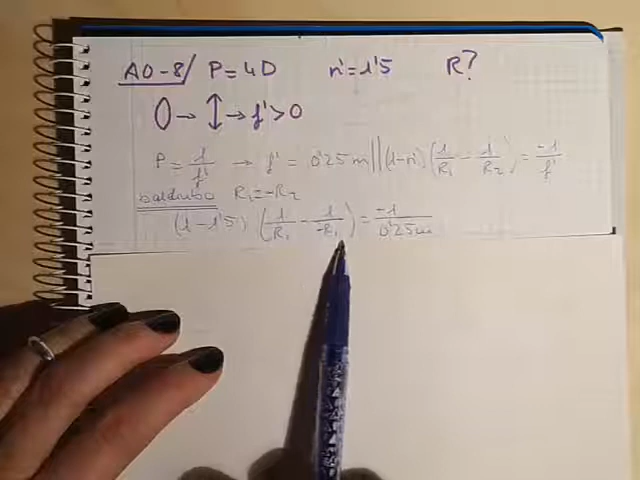 AO-8/ P=4D n'=1'5 R?
→ ↕ → f'>0
P = 1/f' → f' = 0'25 m || (1-n') (1/R₁ - 1/R₂) = -1/f'
baldintza R₁=-R₂
(1-1'5) (1/R₁ - 1/-R₁) = -1/0'25m